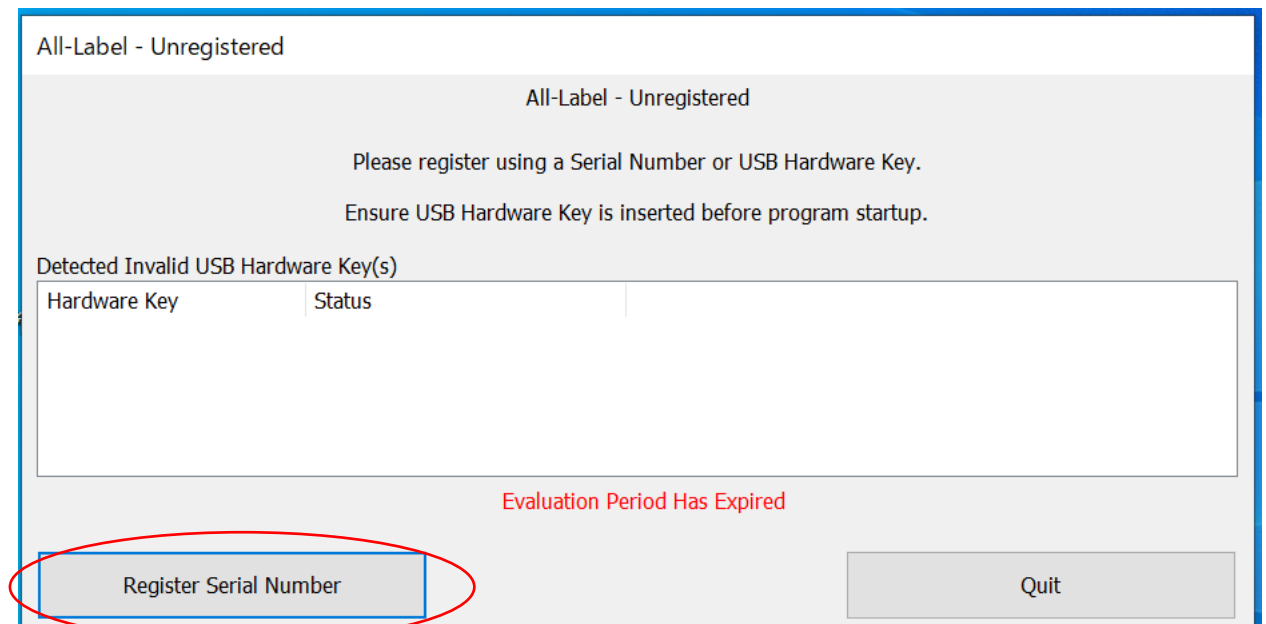 All-Label - Unregistered
All-Label - Unregistered
Please register using a Serial Number or USB Hardware Key.
Ensure USB Hardware Key is inserted before program startup.
Detected Invalid USB Hardware Key(s)
Hardware Key Status
Evaluation Period Has Expired
Register Serial Number Quit